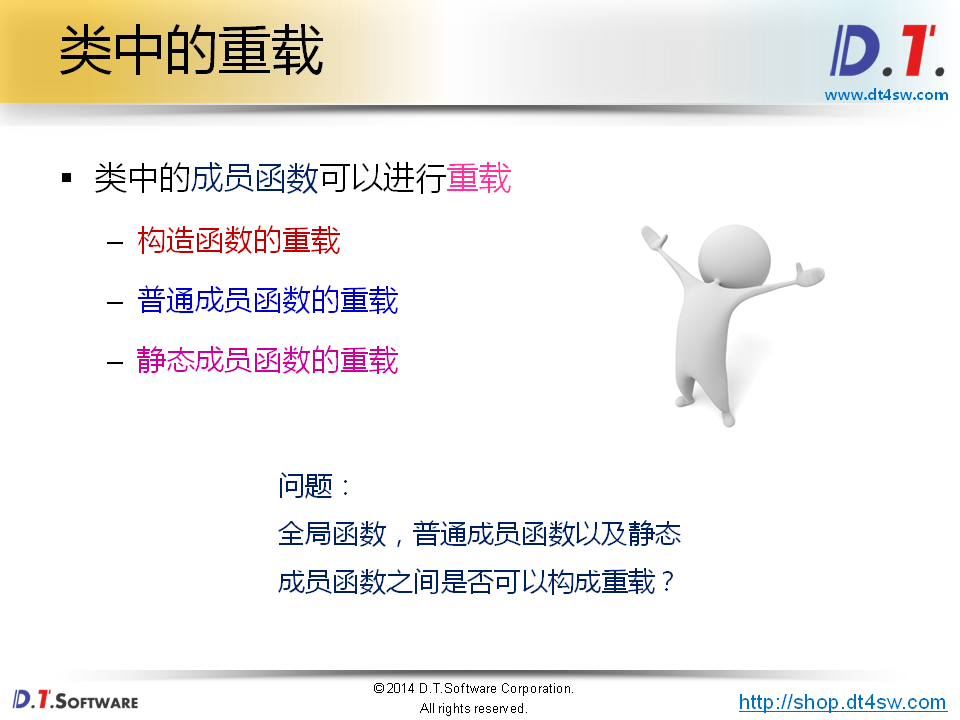 类中的重载
D.T.
www.dt4sw.com
▪ 类中的成员函数可以进行重载
– 构造函数的重载
– 普通成员函数的重载
– 静态成员函数的重载
问题：
全局函数，普通成员函数以及静态
成员函数之间是否可以构成重载？
D.T.SOFTWARE
©2014 D.T.Software Corporation.
All rights reserved.
http://shop.dt4sw.com